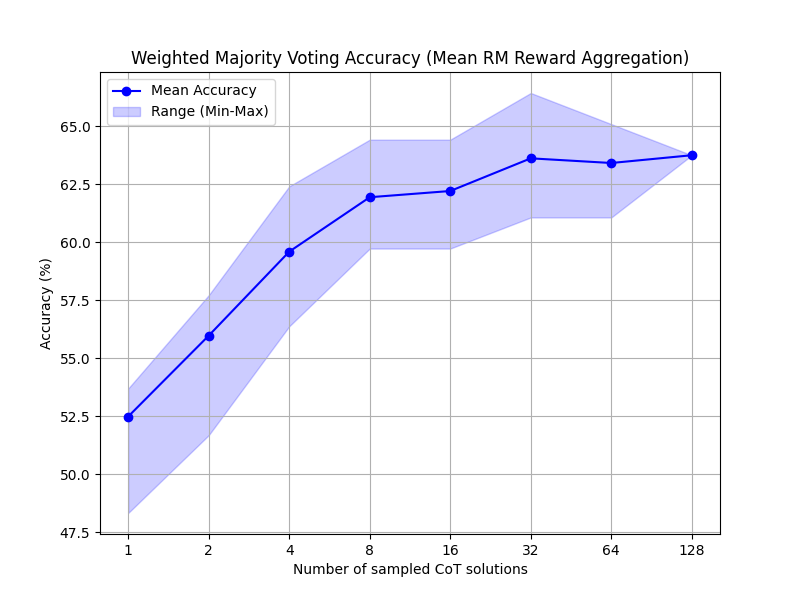 Weighted Majority Voting Accuracy (Mean RM Reward Aggregation)
Mean Accuracy
Range (Min-Max)
65.0
62.5
60.0
57.5
55.0
52.5
50.0
47.5
Accuracy (%)
1 2 4 8 16 32 64 128
Number of sampled CoT solutions